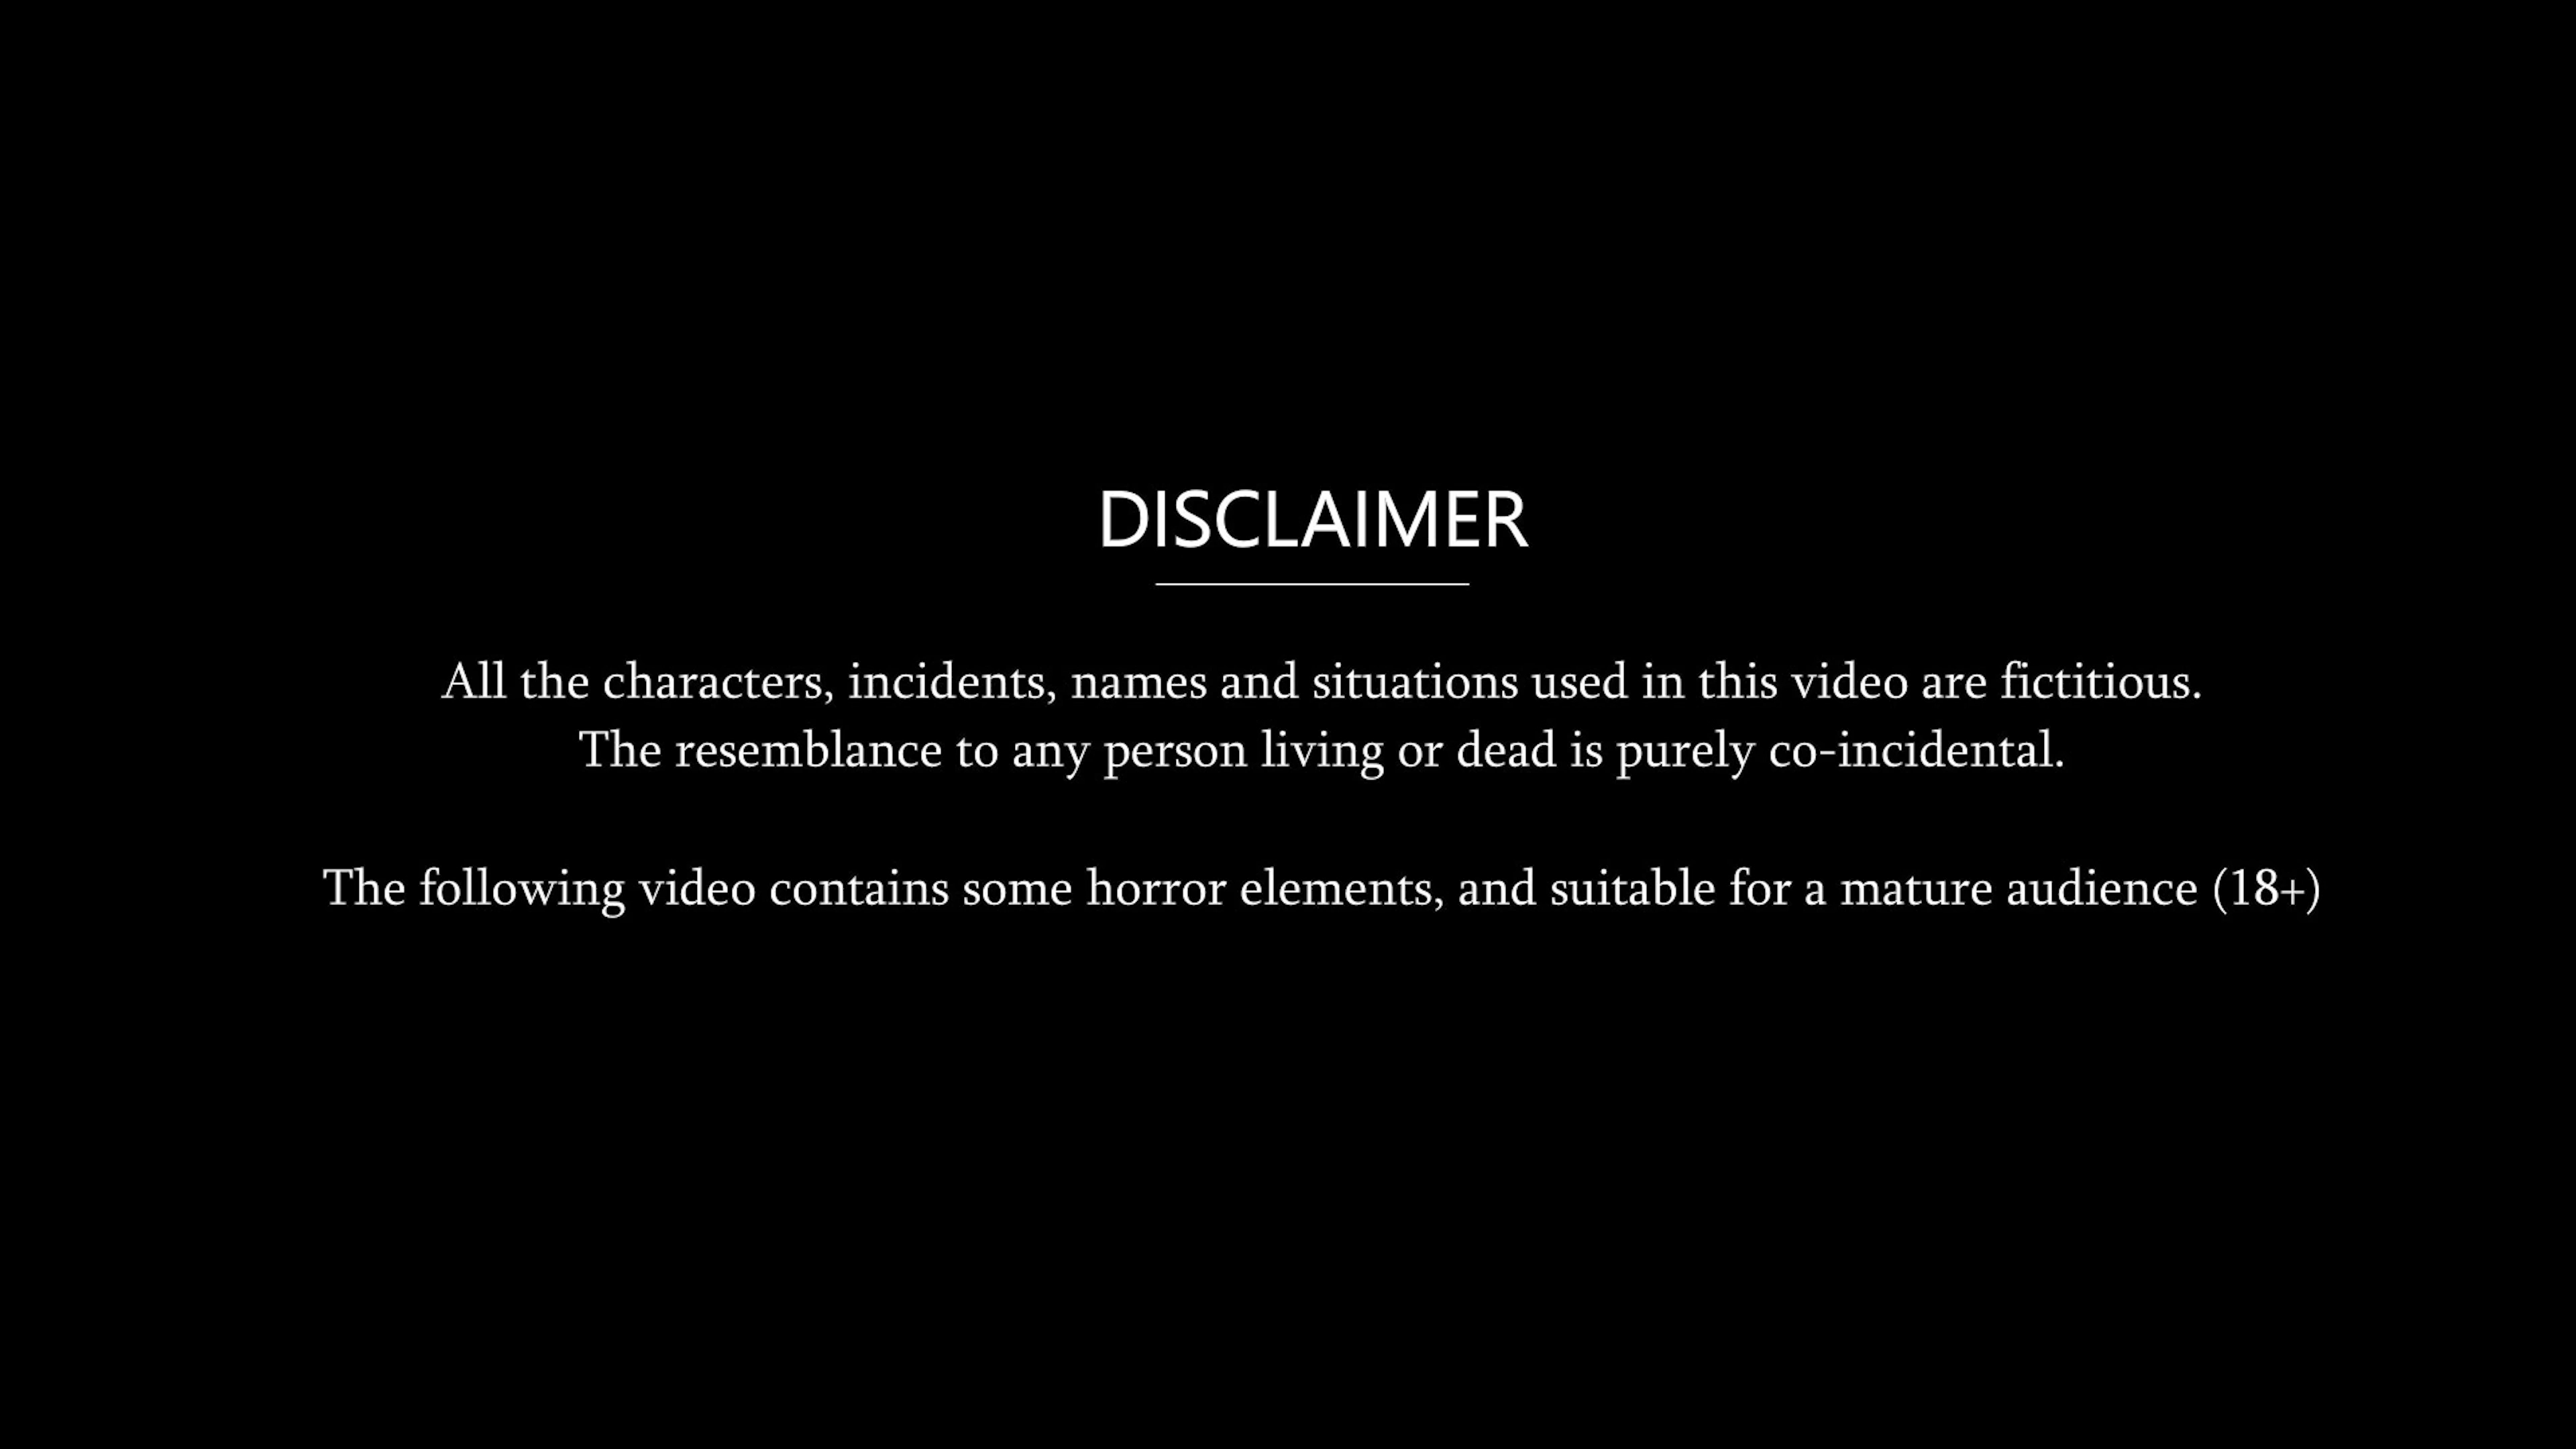 DISCLAIMER
All the characters, incidents, names and situations used in this video are fictitious.
The resemblance to any person living or dead is purely co-incidental.
The following video contains some horror elements, and suitable for a mature audience (18+)